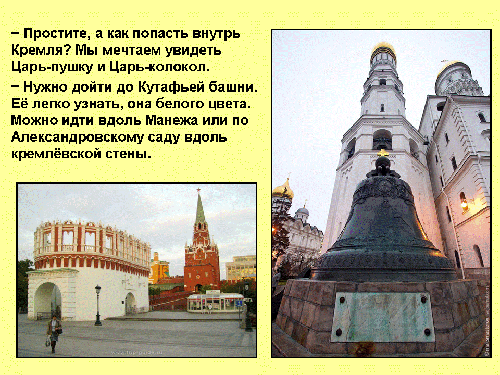 – Простите, а как попасть внутрь
Кремля? Мы мечтаем увидеть
Царь-пушку и Царь-колокол.
– Нужно дойти до Кутафьей башни.
Её легко узнать, она белого цвета.
Можно идти вдоль Манежа или по
Александровскому саду вдоль
кремлёвской стены.